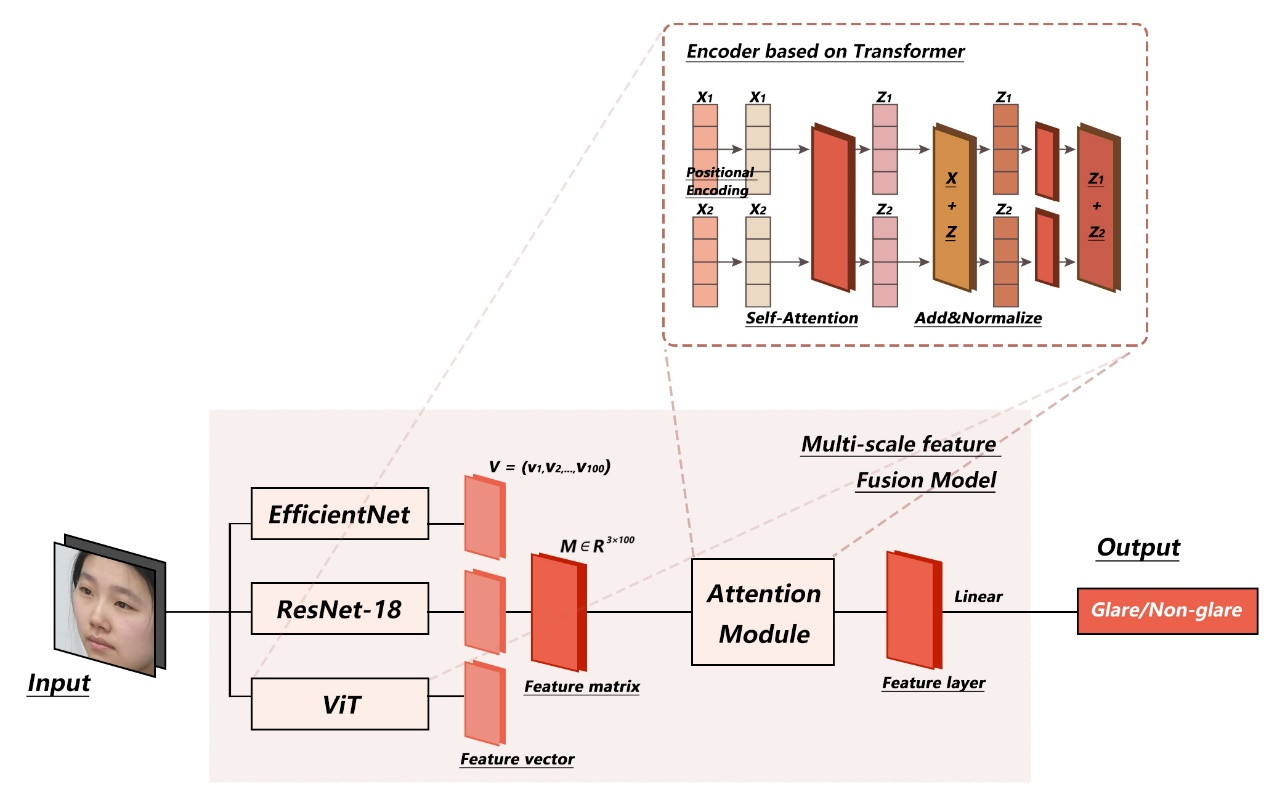 Encoder based on Transformer
X1 X1 Z1 Z1
Positional
Encoding
X
+
Z
Z1
+
Z2
X2 X2 Z2 Z2
Self-Attention Add&Normalize
Multi-scale feature
Fusion Model
V = (v1,v2,...,v100)
EfficientNet
M ∈ R 3×100
Output
ResNet-18
Attention
Module
Linear
Glare/Non-glare
Input
Feature matrix
Feature layer
ViT
Feature vector